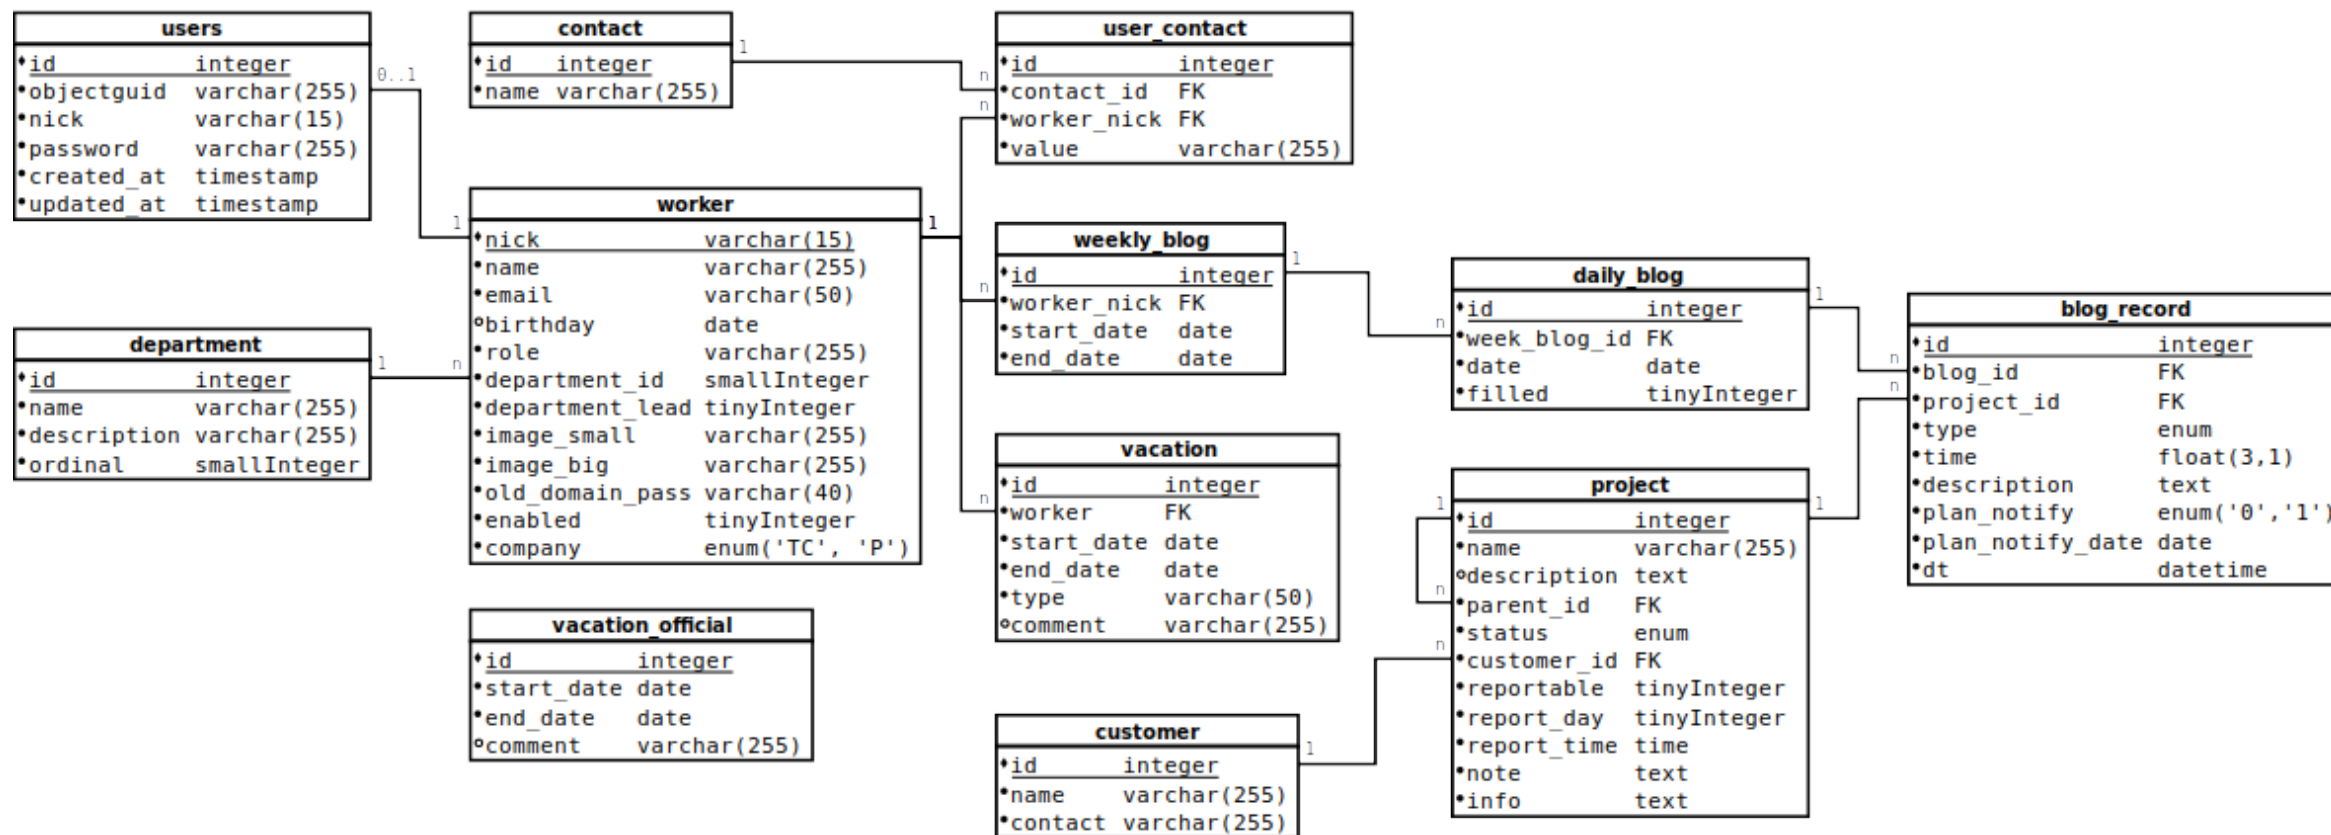 users
id integer
objectguid varchar(255)
nick varchar(15)
password varchar(255)
created_at timestamp
updated_at timestamp
0..1
1
contact
id integer
name varchar(255)
1
user_contact
id integer
n
contact_id FK
n
worker_nick FK
value varchar(255)
worker
nick varchar(15)
name varchar(255)
email varchar(50)
birthday date
role varchar(255)
department_id smallInteger
department_lead tinyInteger
image_small varchar(255)
image_big varchar(255)
old_domain_pass varchar(40)
enabled tinyInteger
company enum('TC', 'P')
1
department
id integer
name varchar(255)
description varchar(255)
ordinal smallInteger
1
n
weekly_blog
id integer
n
worker_nick FK
start_date date
end_date date
1
daily_blog
id integer
n
week_blog_id FK
date date
filled tinyInteger
1
blog_record
id integer
n
blog_id FK
n
project_id FK
type enum
time float(3,1)
description text
plan_notify enum('0','1')
plan_notify_date date
dt datetime
vacation
id integer
n
worker FK
start_date date
end_date date
type varchar(50)
comment varchar(255)
project
1
1
id integer
name varchar(255)
description text
n
parent_id FK
status enum
n
customer_id FK
reportable tinyInteger
report_day tinyInteger
report_time time
note text
info text
vacation_official
id integer
start_date date
end_date date
comment varchar(255)
customer
1
id integer
name varchar(255)
contact varchar(255)